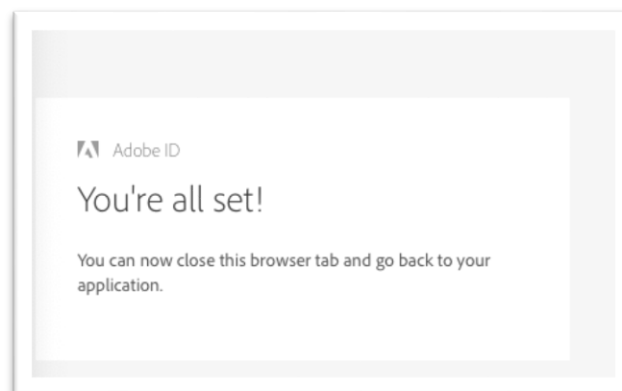 Adobe ID
You're all set!
You can now close this browser tab and go back to your
application.